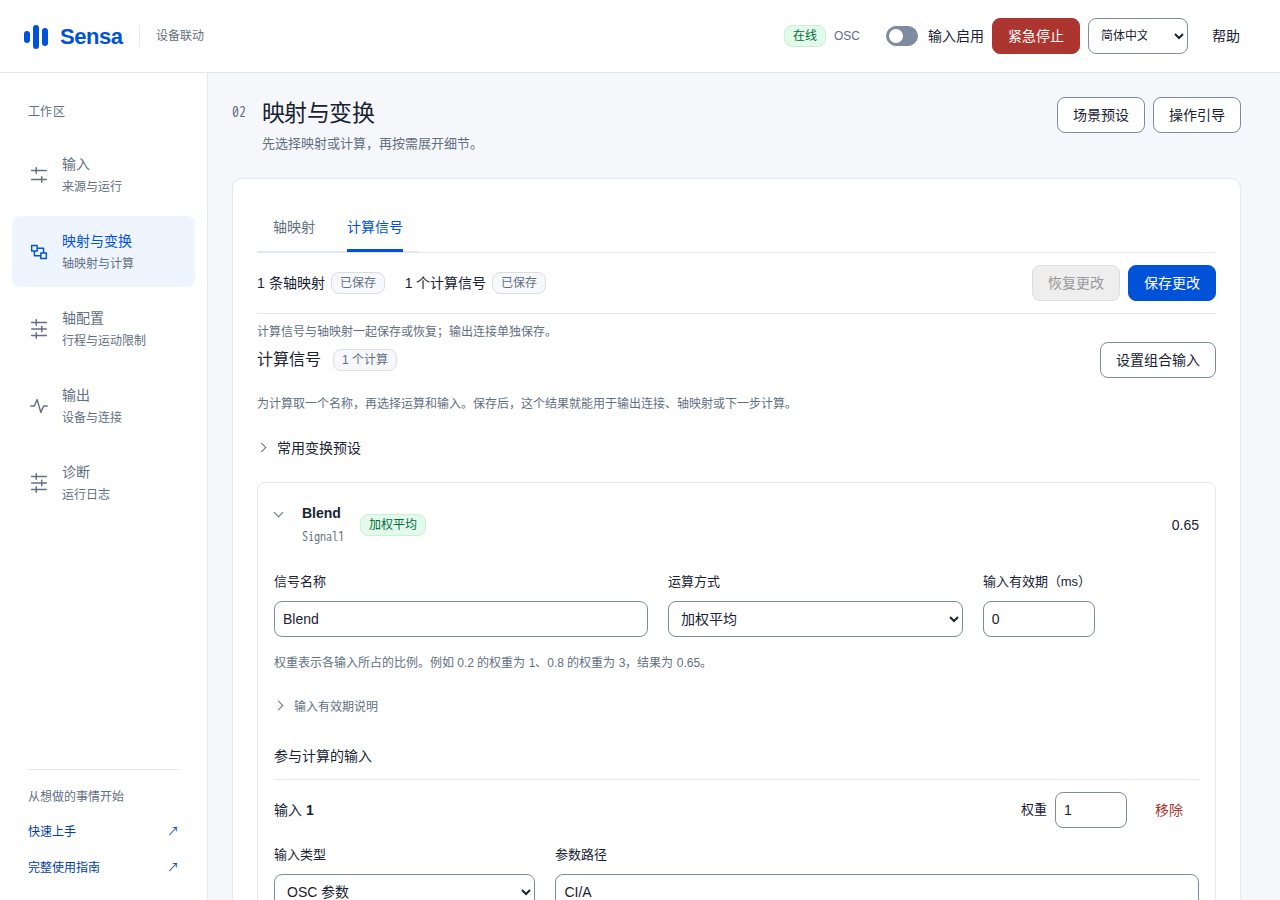 Sensa
设备联动
在线 OSC 输入启用 紧急停止 简体中文 帮助
工作区
输入
来源与运行
映射与变换
轴映射与计算
轴配置
行程与运动限制
输出
设备与连接
诊断
运行日志
从想做的事情开始
快速上手
完整使用指南
02 映射与变换
先选择映射或计算，再按需展开细节。
场景预设 操作引导
轴映射 计算信号
1 条轴映射 已保存 1 个计算信号 已保存 恢复更改 保存更改
计算信号与轴映射一起保存或恢复；输出连接单独保存。
计算信号 1 个计算 设置组合输入
为计算取一个名称，再选择运算和输入。保存后，这个结果就能用于输出连接、轴映射或下一步计算。
常用变换预设
Blend
Signal1
加权平均 0.65
信号名称 运算方式 输入有效期（ms）
Blend 加权平均 0
权重表示各输入所占的比例。例如 0.2 的权重为 1、0.8 的权重为 3，结果为 0.65。
输入有效期说明
参与计算的输入
输入 1 权重 1 移除
输入类型 参数路径
OSC 参数 CI/A